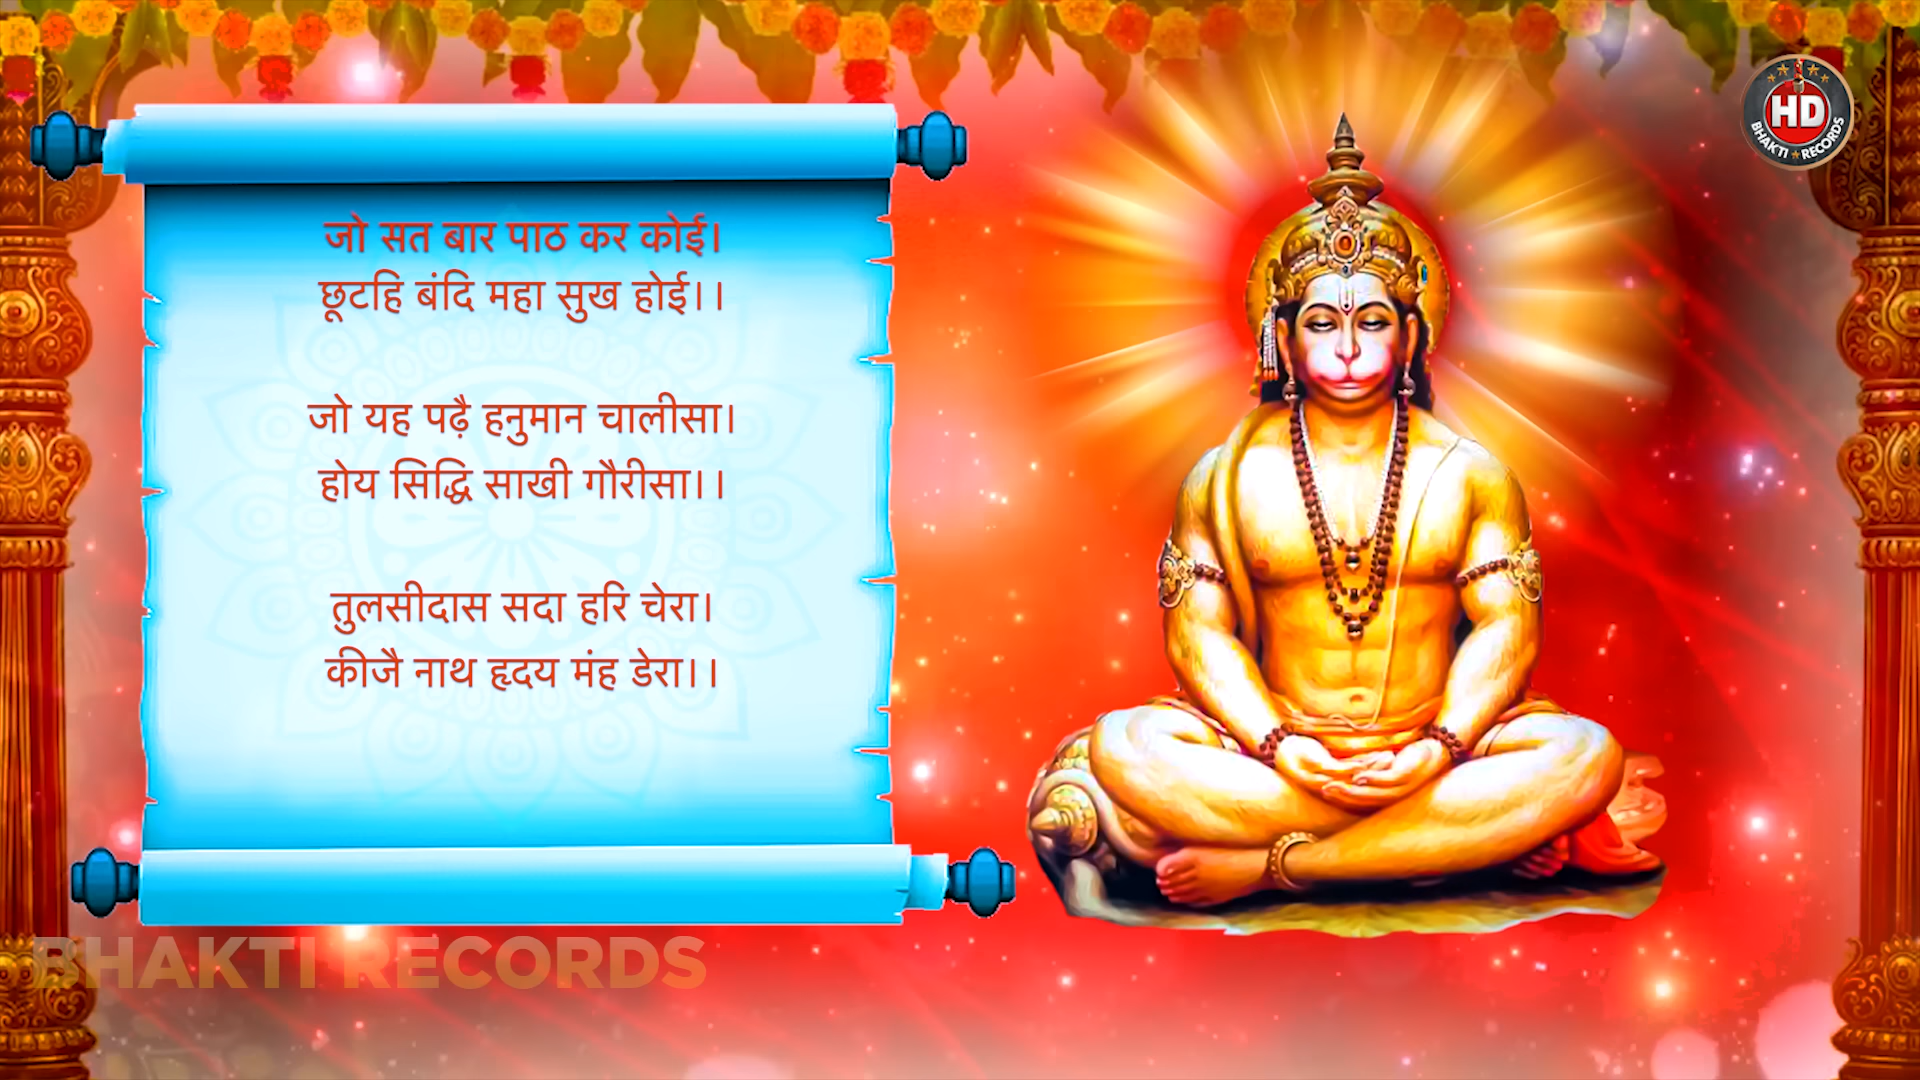 जो सत बार पाठ कर कोई।
छूटहि बंदि महा सुख होई।।
जो यह पढ़ै हनुमान चालीसा।
होय सिद्धि साखी गौरीसा।।
तुलसीदास सदा हरि चेरा।
कीजै नाथ हृदय मंह डेरा।।
HD
BHAKTI RECORDS
BHAKTI RECORDS